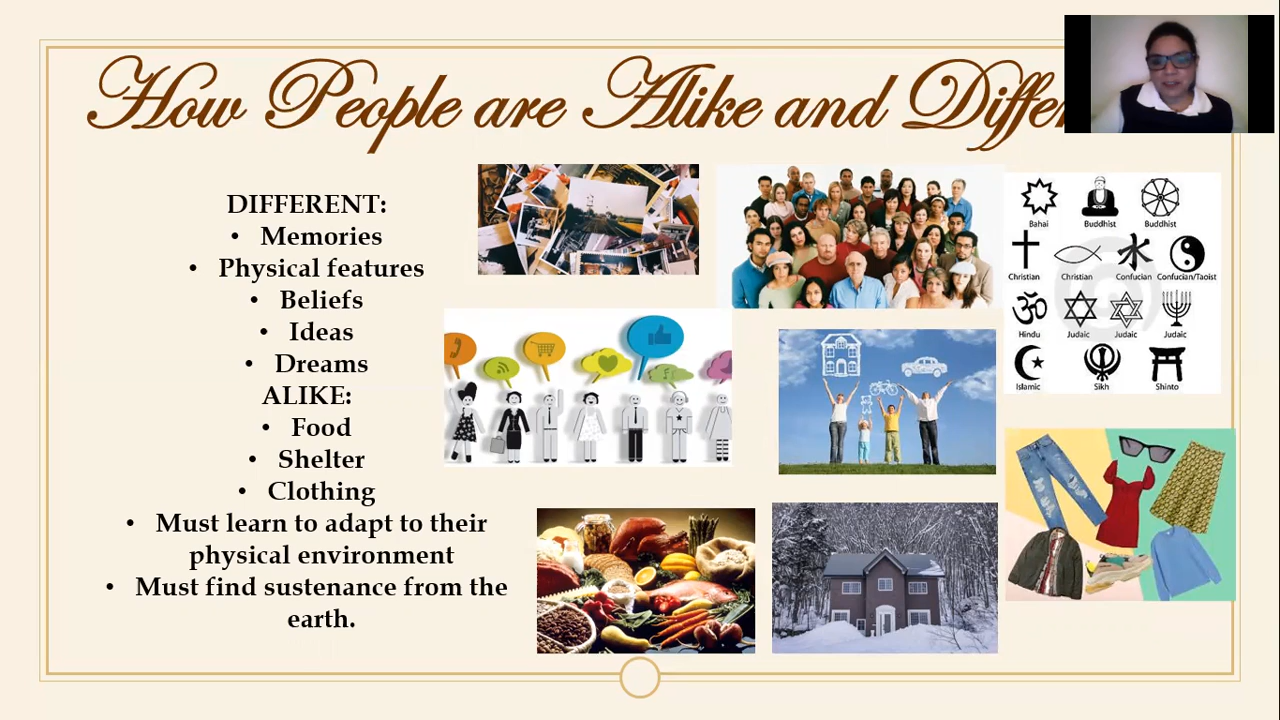 How People are Alike and Differ
DIFFERENT:
• Memories
• Physical features
• Beliefs
• Ideas
• Dreams
ALIKE:
• Food
• Shelter
• Clothing
• Must learn to adapt to their
physical environment
• Must find sustenance from the
earth.
Bahai Buddhist Buddhist
水
Christian Christian Confucian Confucian/Taoist
ॐ
Hindu Judaic Judaic Judaic
Islamic Sikh Shinto